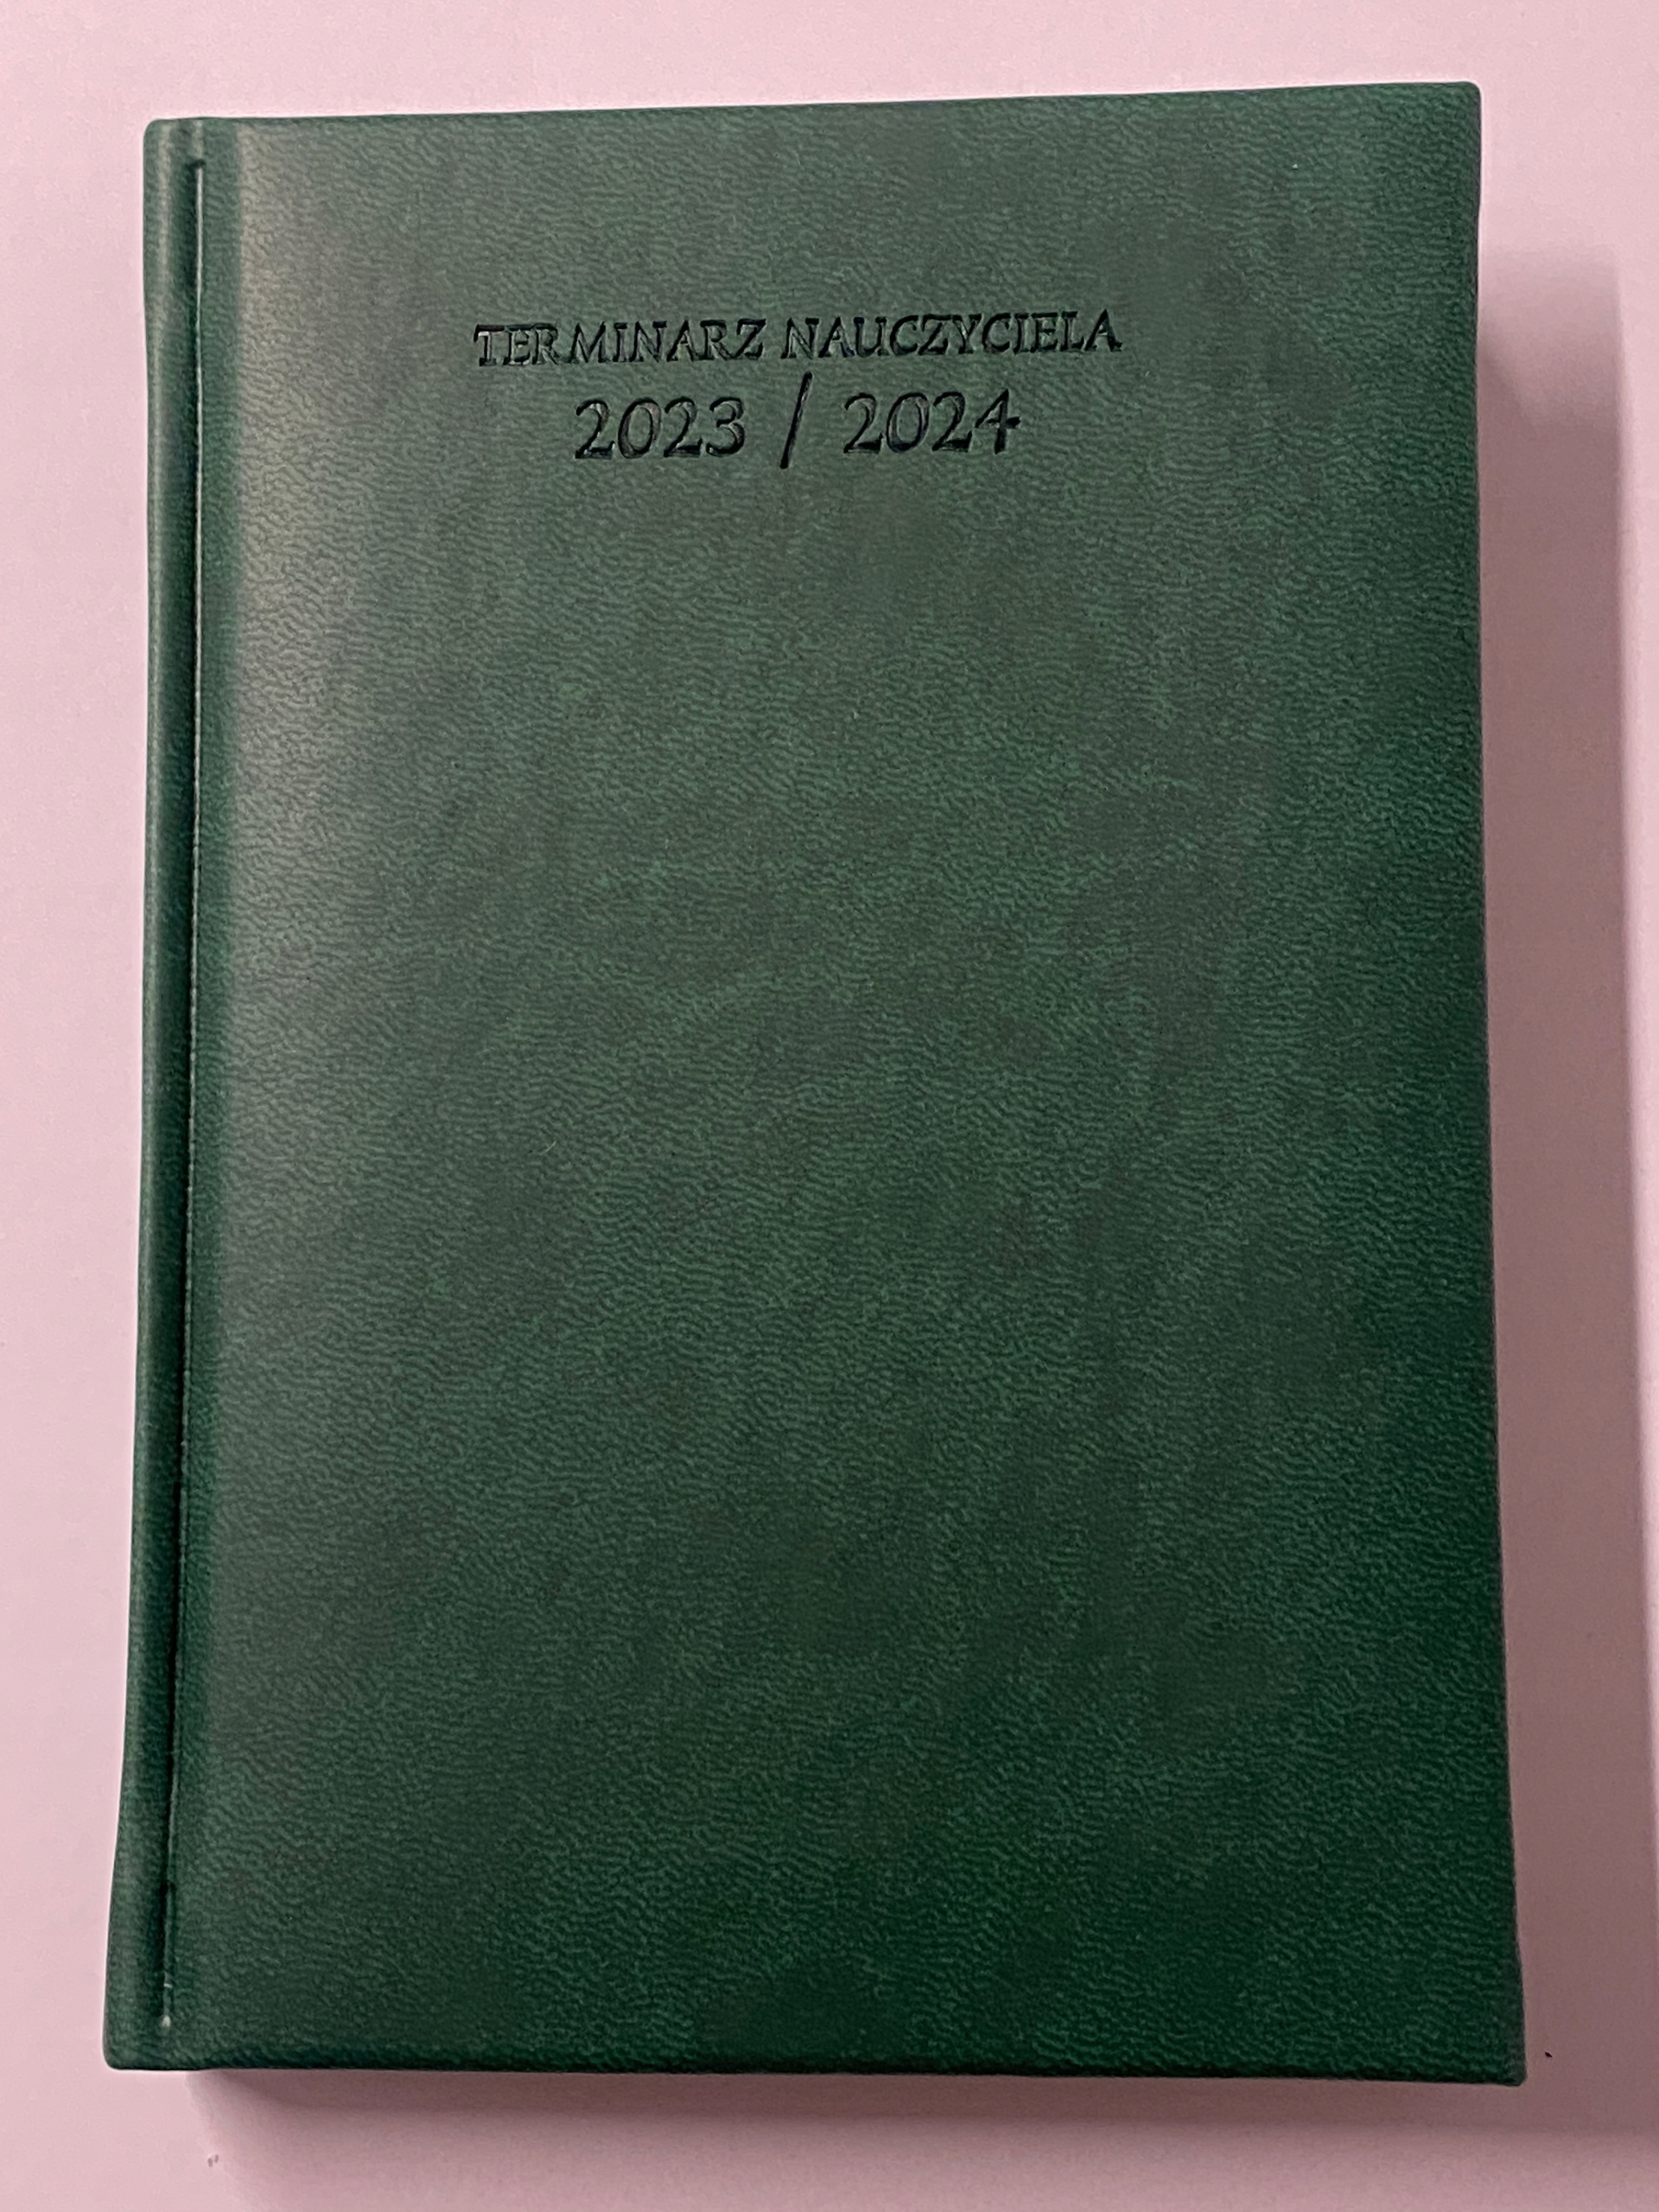 TERMINARZ NAUCZYCIELA
2023 / 2024